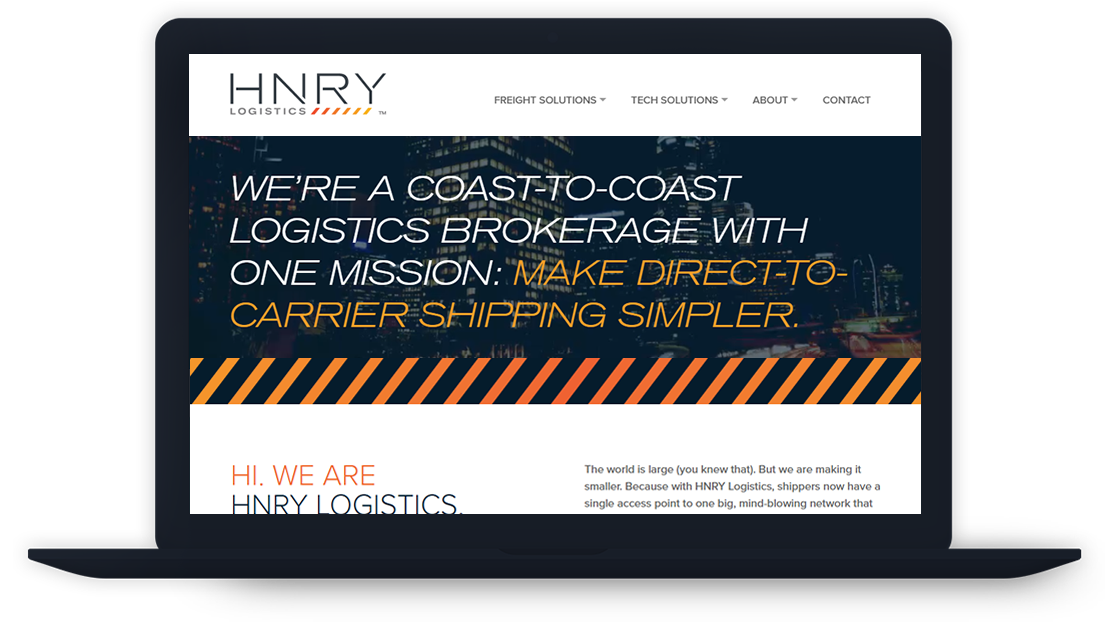 HNRY
LOGISTICS ™
FREIGHT SOLUTIONS TECH SOLUTIONS ABOUT CONTACT
WE'RE A COAST-TO-COAST
LOGISTICS BROKERAGE WITH
ONE MISSION: MAKE DIRECT-TO-
CARRIER SHIPPING SIMPLER.
HI. WE ARE
HNRY LOGISTICS.
The world is large (you knew that). But we are making it
smaller. Because with HNRY Logistics, shippers now have a
single access point to one big, mind-blowing network that